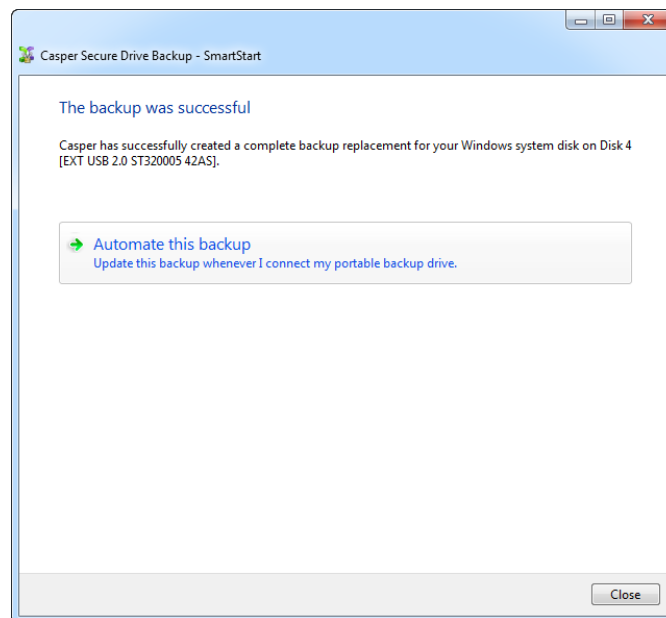 Casper Secure Drive Backup - SmartStart
The backup was successful
Casper has successfully created a complete backup replacement for your Windows system disk on Disk 4
[EXT USB 2.0 ST320005 42AS].
Automate this backup
Update this backup whenever I connect my portable backup drive.
Close